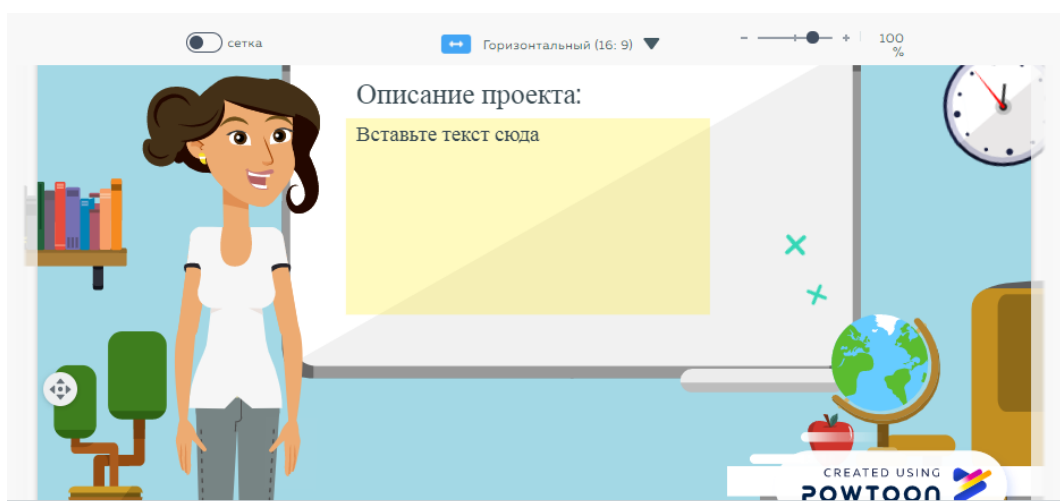 сетка
Горизонтальный (16: 9)
- + 100 %
Описание проекта:
Вставьте текст сюда
CREATED USING
POWTOON